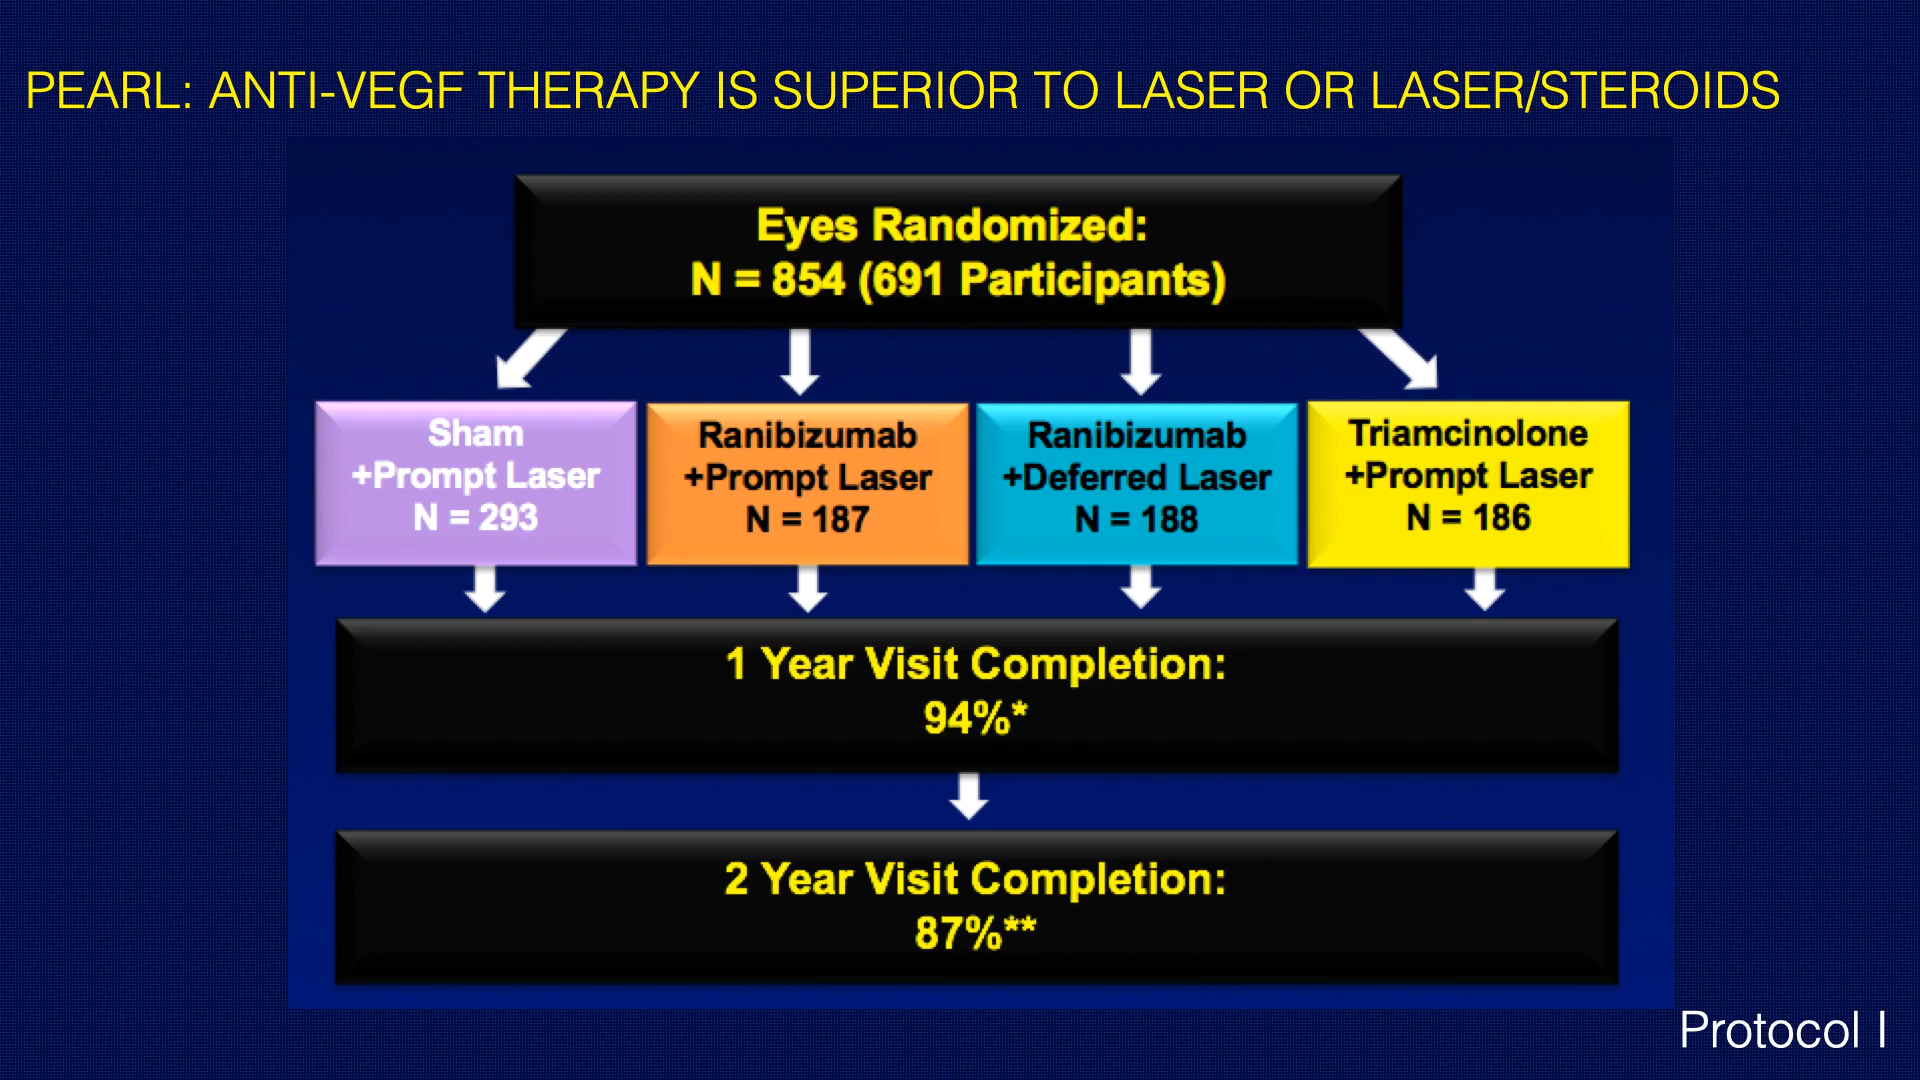 PEARL: ANTI-VEGF THERAPY IS SUPERIOR TO LASER OR LASER/STEROIDS
Eyes Randomized:
N = 854 (691 Participants)
Sham
+Prompt Laser
N = 293
Ranibizumab
+Prompt Laser
N = 187
Ranibizumab
+Deferred Laser
N = 188
Triamcinolone
+Prompt Laser
N = 186
1 Year Visit Completion:
94%*
2 Year Visit Completion:
87%**
Protocol I